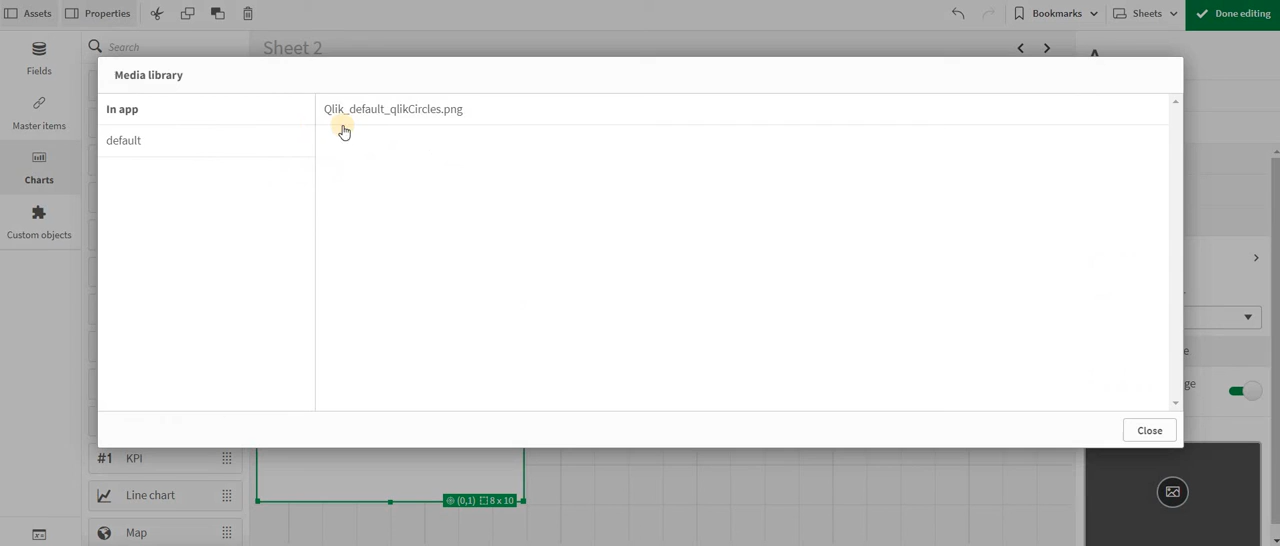 Assets
Properties
Bookmarks
Sheets
Done editing
Fields
Master items
Charts
Custom objects
Search
Sheet 2
A
Media library
In app
default
Qlik_default_qlikCircles.png
Close
e
ge
#1 KPI
Line chart
Map
(0,1) 8 x 10